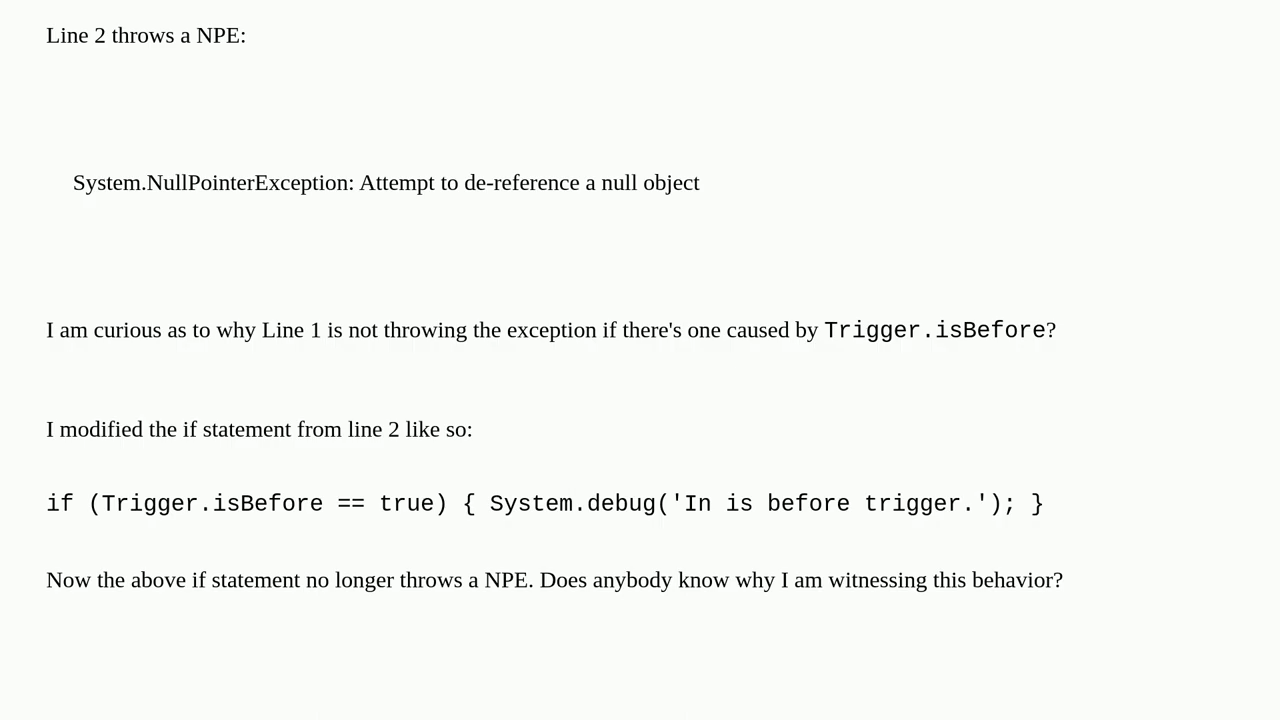 Line 2 throws a NPE:
System.NullPointerException: Attempt to de-reference a null object
I am curious as to why Line 1 is not throwing the exception if there's one caused by Trigger.isBefore?
I modified the if statement from line 2 like so:
if (Trigger.isBefore == true) { System.debug('In is before trigger.'); }
Now the above if statement no longer throws a NPE. Does anybody know why I am witnessing this behavior?